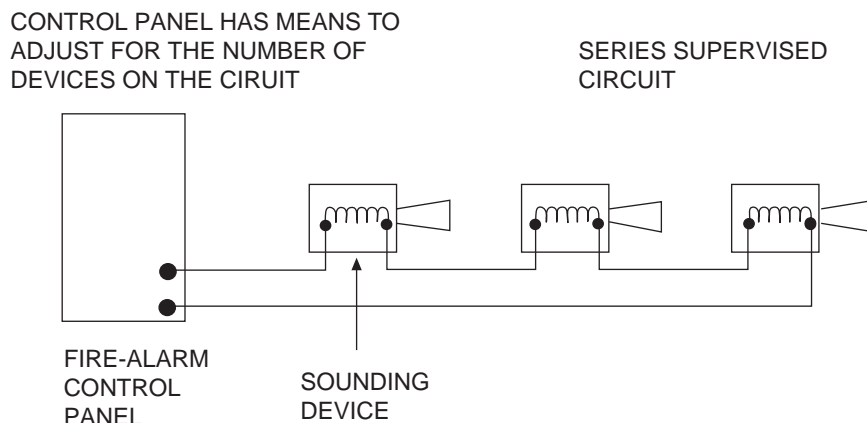 CONTROL PANEL HAS MEANS TO
ADJUST FOR THE NUMBER OF
DEVICES ON THE CIRUIT
SERIES SUPERVISED
CIRCUIT
FIRE-ALARM
CONTROL
PANEL
SOUNDING
DEVICE